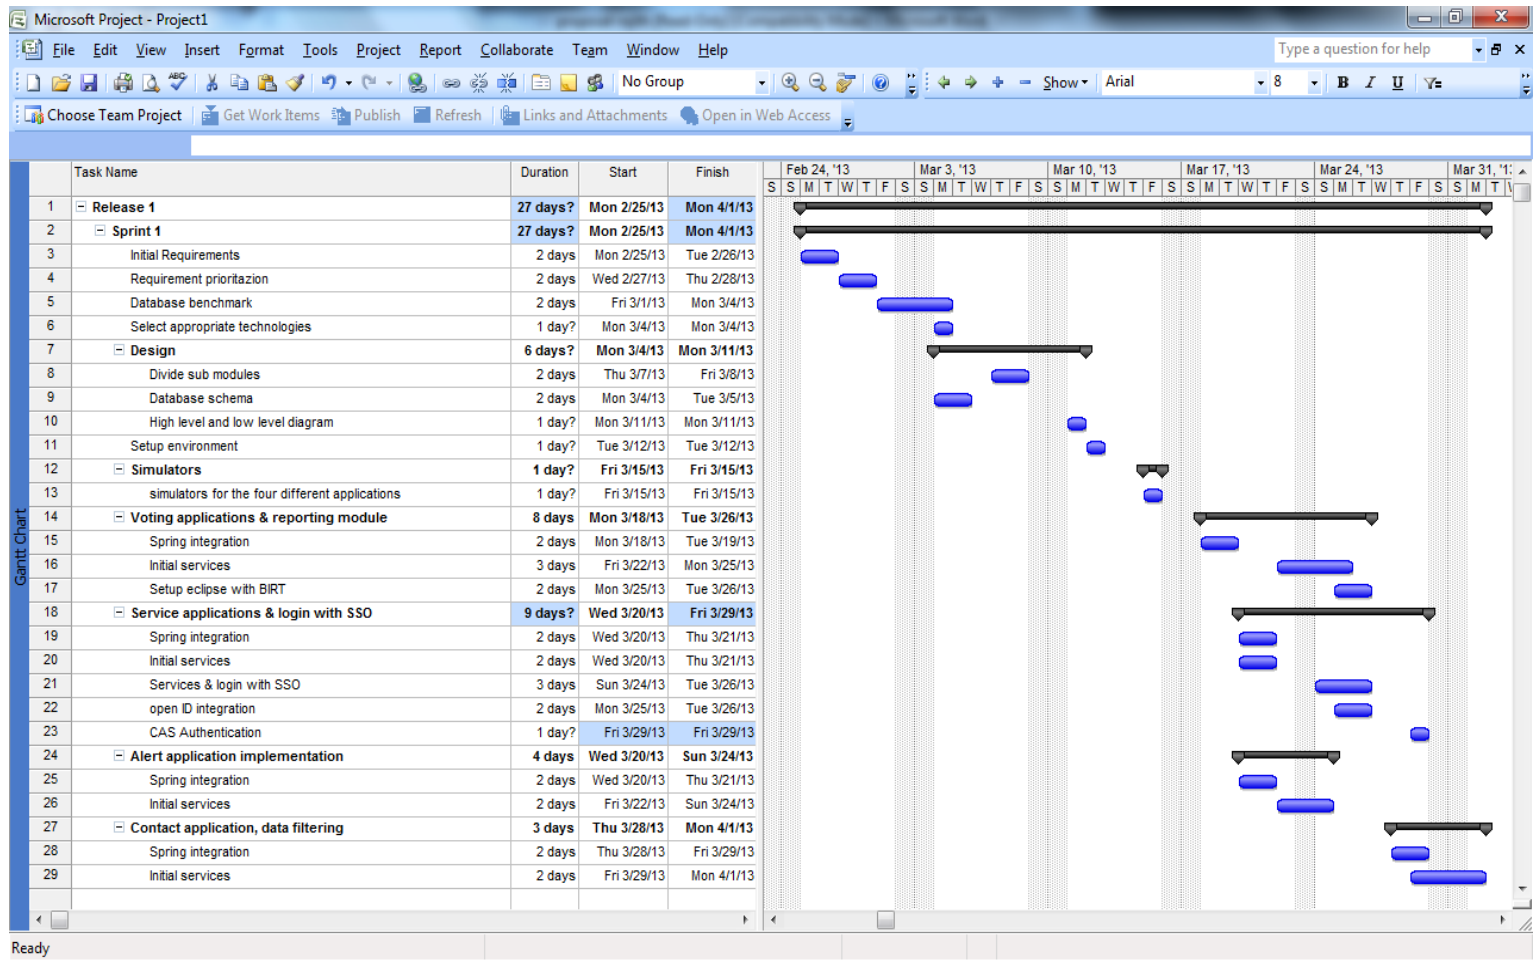 Microsoft Project - Project1
File Edit View Insert Format Tools Project Report Collaborate Team Window Help
Type a question for help
No Group Show Arial 8 B I U
Choose Team Project Get Work Items Publish Refresh Links and Attachments Open in Web Access
Task Name Duration Start Finish Feb 24, '13 Mar 3, '13 Mar 10, '13 Mar 17, '13 Mar 24, '13 Mar 31, '1
S S M T W T F S S M T W T F S S M T W T F S S M T W T F S S M T W T F S S M T
1 Release 1 27 days? Mon 2/25/13 Mon 4/1/13
2 Sprint 1 27 days? Mon 2/25/13 Mon 4/1/13
3 Initial Requirements 2 days Mon 2/25/13 Tue 2/26/13
4 Requirement prioritazion 2 days Wed 2/27/13 Thu 2/28/13
5 Database benchmark 2 days Fri 3/1/13 Mon 3/4/13
6 Select appropriate technologies 1 day? Mon 3/4/13 Mon 3/4/13
7 Design 6 days? Mon 3/4/13 Mon 3/11/13
8 Divide sub modules 2 days Thu 3/7/13 Fri 3/8/13
9 Database schema 2 days Mon 3/4/13 Tue 3/5/13
10 High level and low level diagram 1 day? Mon 3/11/13 Mon 3/11/13
11 Setup environment 1 day? Tue 3/12/13 Tue 3/12/13
12 Simulators 1 day? Fri 3/15/13 Fri 3/15/13
13 simulators for the four different applications 1 day? Fri 3/15/13 Fri 3/15/13
14 Voting applications & reporting module 8 days Mon 3/18/13 Tue 3/26/13
15 Spring integration 2 days Mon 3/18/13 Tue 3/19/13
16 Initial services 3 days Fri 3/22/13 Mon 3/25/13
17 Setup eclipse with BIRT 2 days Mon 3/25/13 Tue 3/26/13
18 Service applications & login with SSO 9 days? Wed 3/20/13 Fri 3/29/13
19 Spring integration 2 days Wed 3/20/13 Thu 3/21/13
20 Initial services 2 days Wed 3/20/13 Thu 3/21/13
21 Services & login with SSO 3 days Sun 3/24/13 Tue 3/26/13
22 open ID integration 2 days Mon 3/25/13 Tue 3/26/13
23 CAS Authentication 1 day? Fri 3/29/13 Fri 3/29/13
24 Alert application implementation 4 days Wed 3/20/13 Sun 3/24/13
25 Spring integration 2 days Wed 3/20/13 Thu 3/21/13
26 Initial services 2 days Fri 3/22/13 Sun 3/24/13
27 Contact application, data filtering 3 days Thu 3/28/13 Mon 4/1/13
28 Spring integration 2 days Thu 3/28/13 Fri 3/29/13
29 Initial services 2 days Fri 3/29/13 Mon 4/1/13
Gantt Chart
Ready